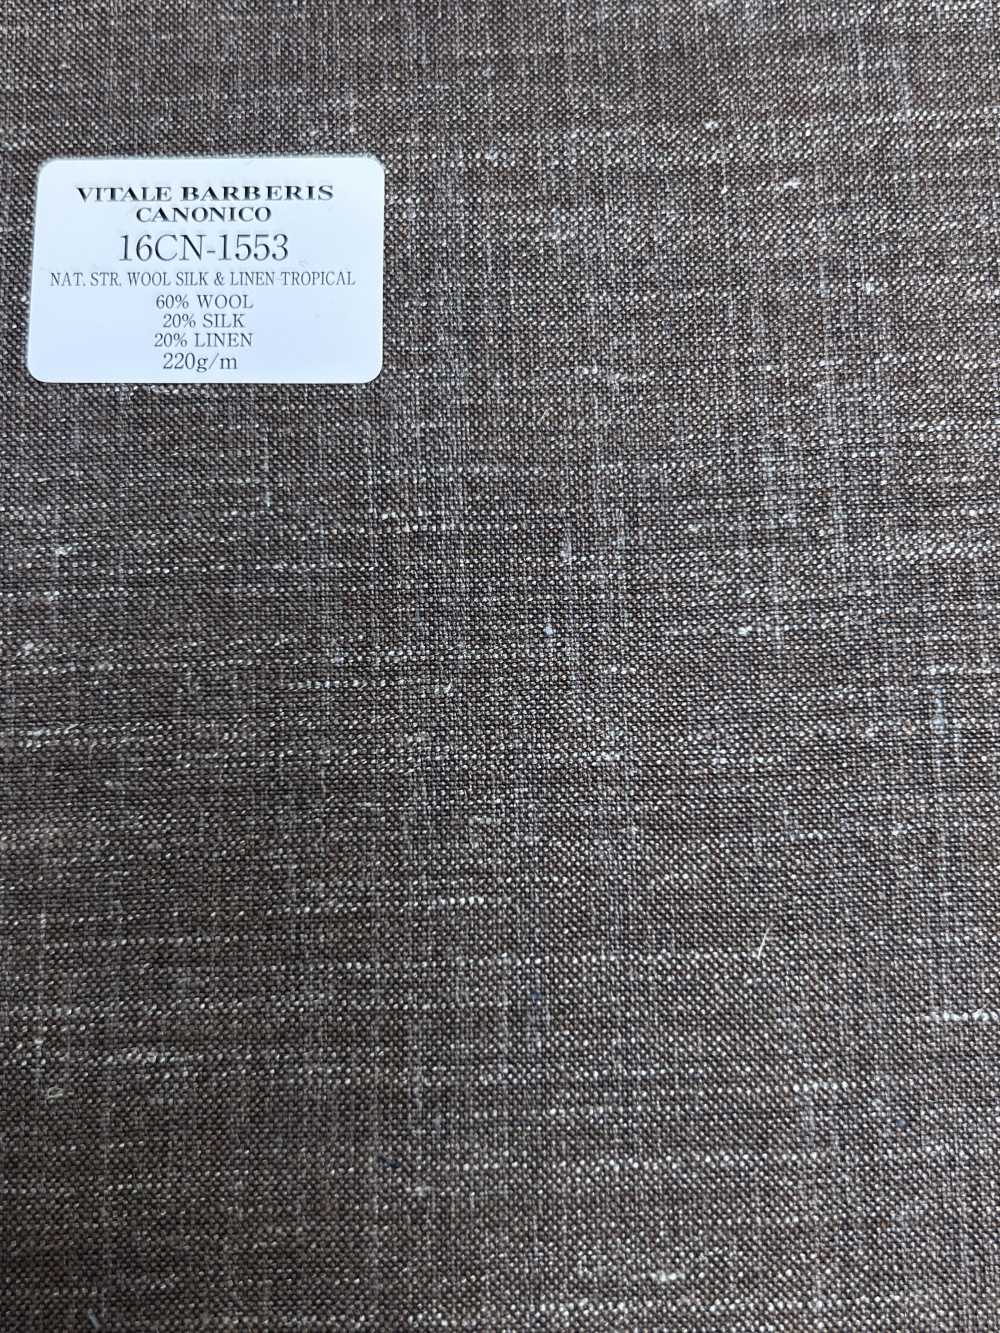 VITALE BARBERIS
CANONICO
16CN-1553
NAT. STR. WOOL SILK & LINEN TROPICAL
60% WOOL
20% SILK
20% LINEN
220g/m